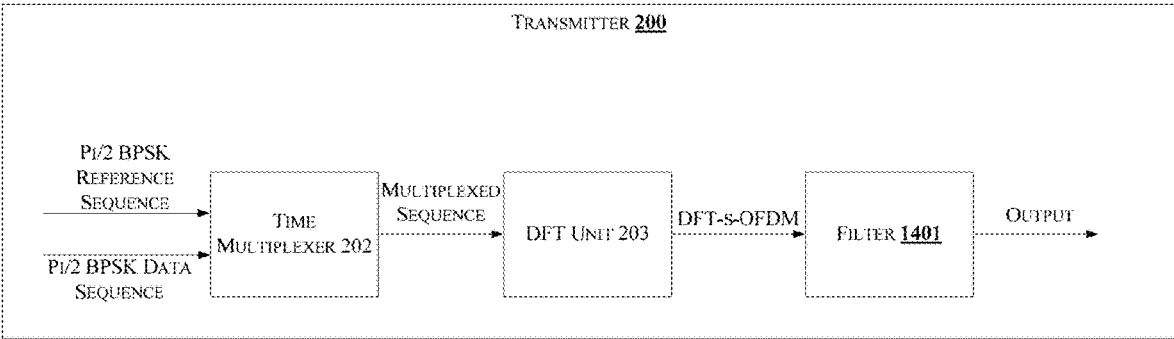 TRANSMITTER 200
PI/2 BPSK
REFERENCE
SEQUENCE
PI/2 BPSK DATA
SEQUENCE
TIME
MULTIPLEXER 202
MULTIPLEXED
SEQUENCE
DFT UNIT 203
DFT-S-OFDM
FILTER 1401
OUTPUT